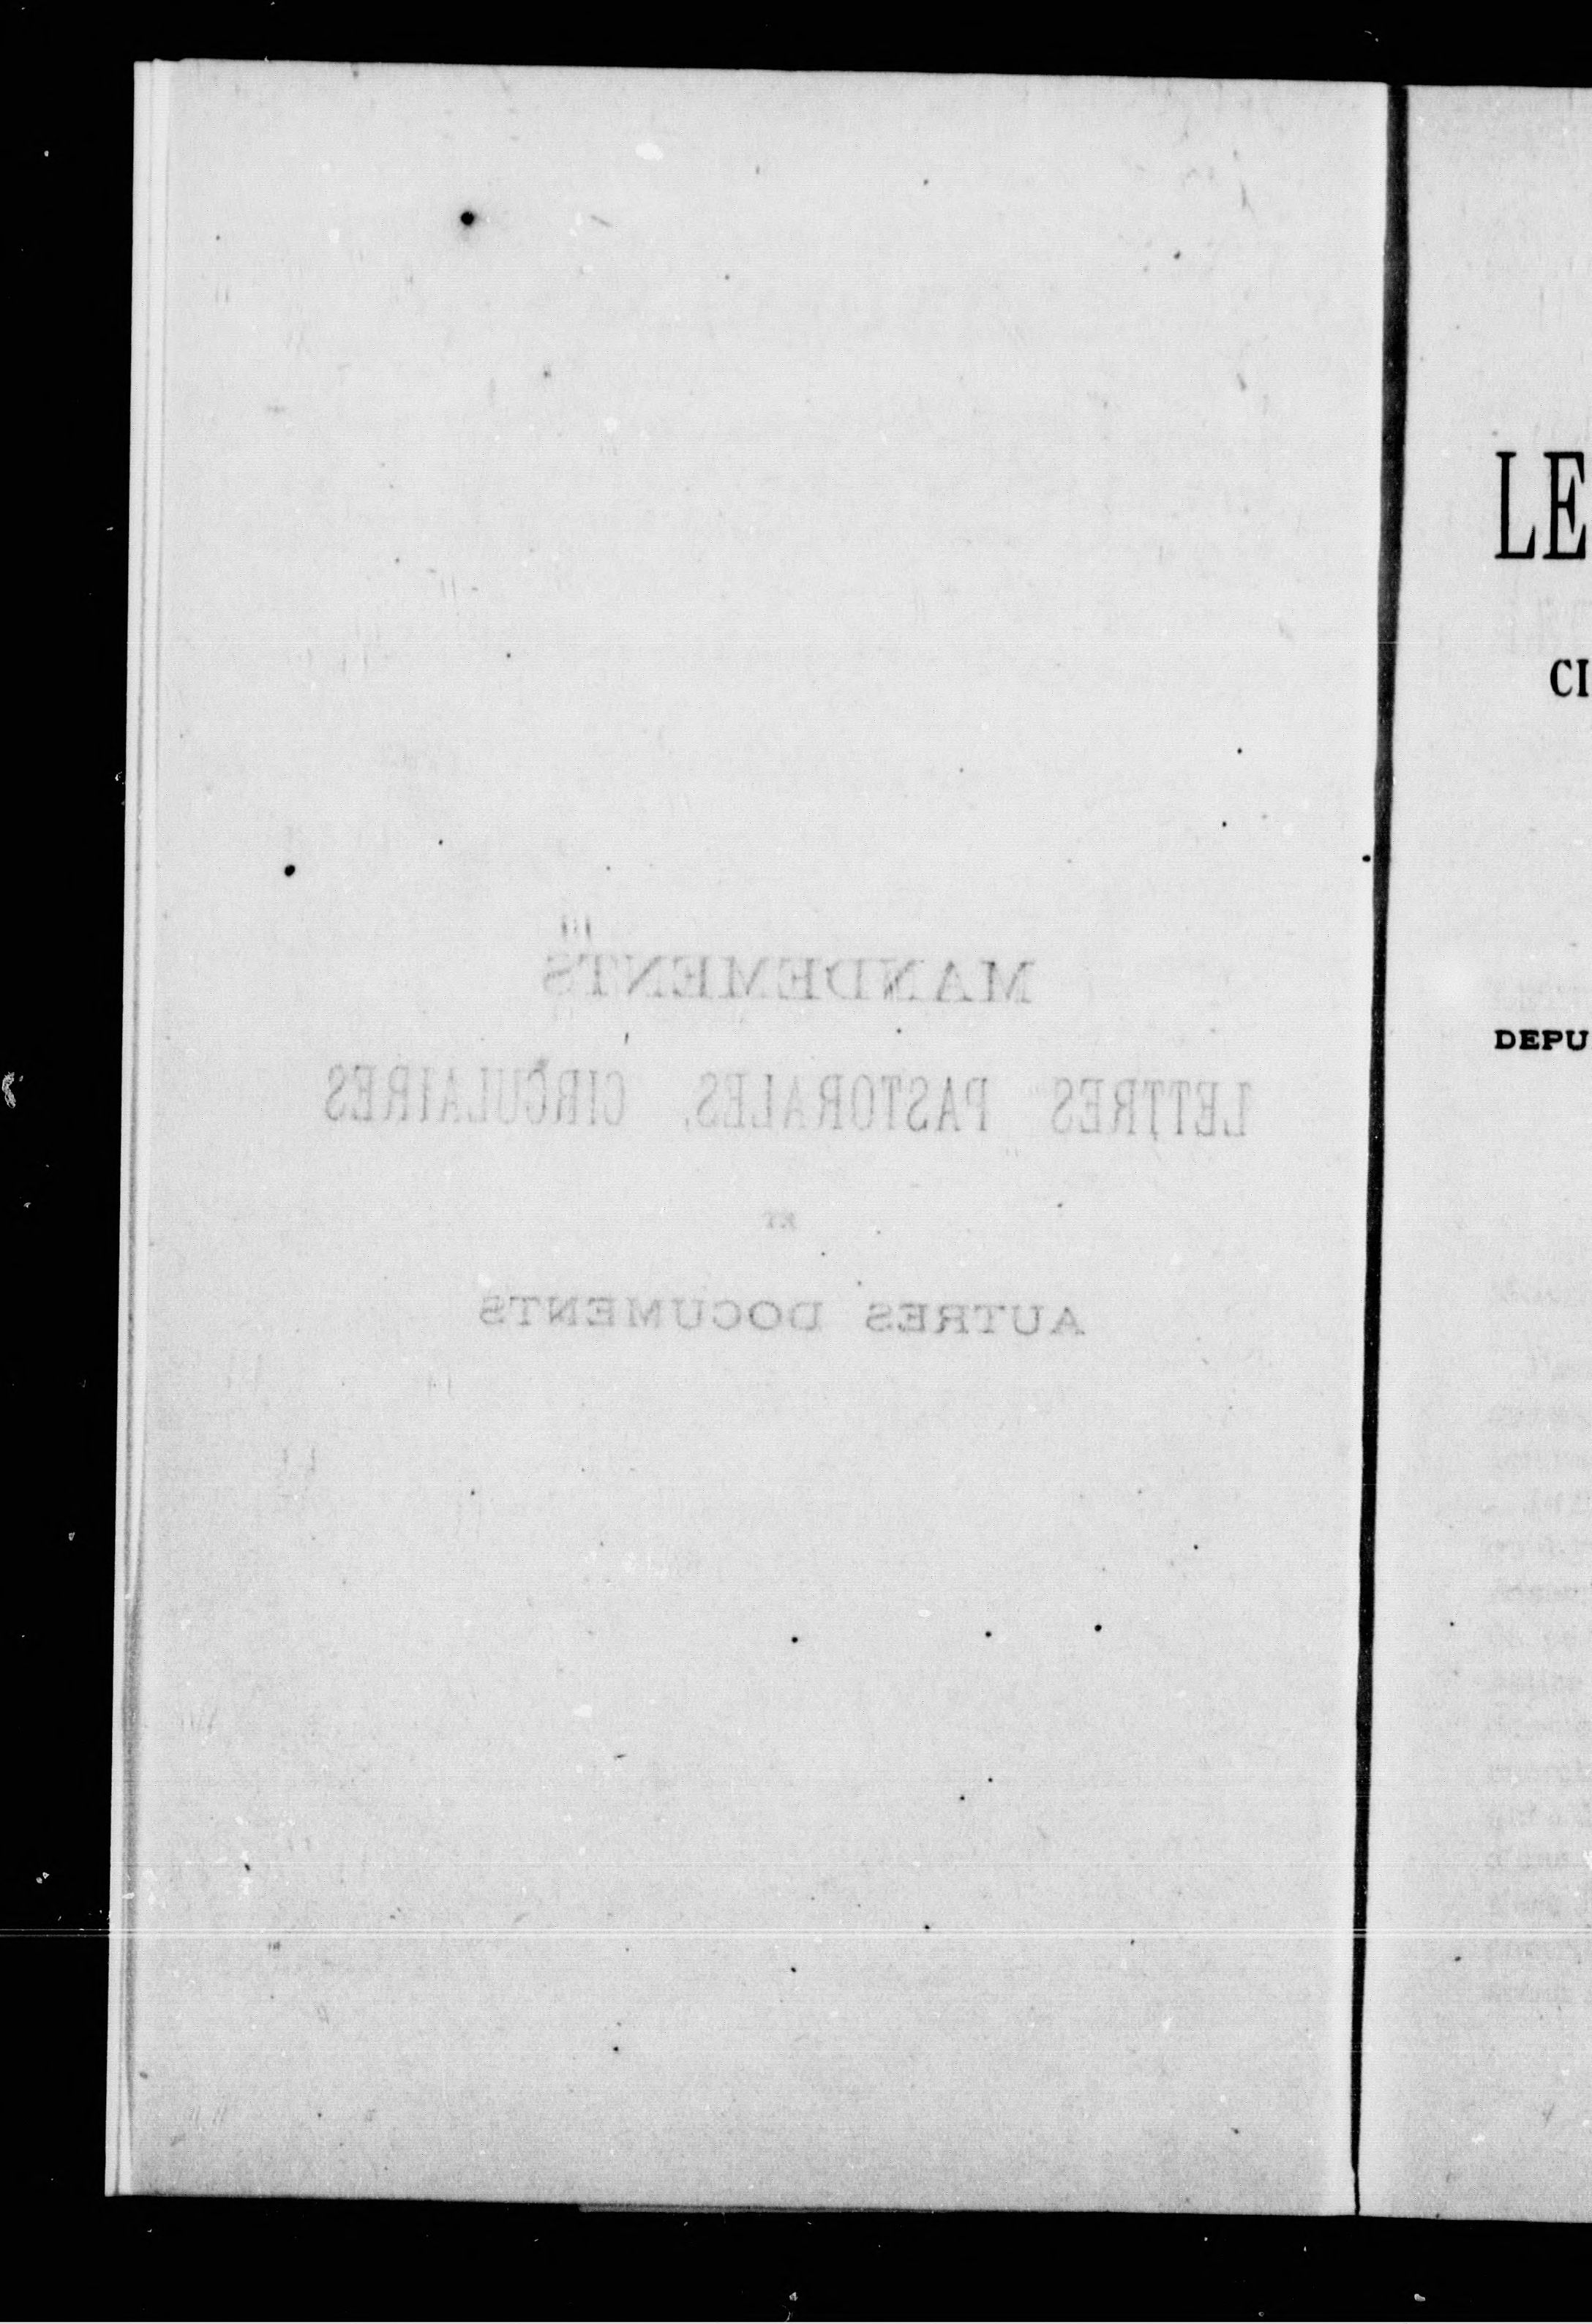 MANDEMENTS
LETTRES PASTORALES, CIRCULAIRES
ET
AUTRES DOCUMENTS
LE
CI
DEPU